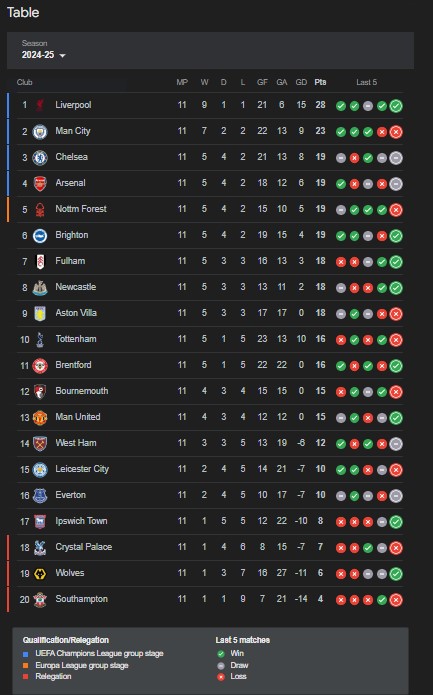 Table
Season
2024-25
Club MP W D L GF GA GD Pts Last 5
1 Liverpool 11 9 1 1 21 6 15 28
2 Man City 11 7 2 2 22 13 9 23
3 Chelsea 11 5 4 2 21 13 8 19
4 Arsenal 11 5 4 2 18 12 6 19
5 Nottm Forest 11 5 4 2 15 10 5 19
6 Brighton 11 5 4 2 19 15 4 19
7 Fulham 11 5 3 3 16 13 3 18
8 Newcastle 11 5 3 3 13 11 2 18
9 Aston Villa 11 5 3 3 17 17 0 18
10 Tottenham 11 5 1 5 23 13 10 16
11 Brentford 11 5 1 5 22 22 0 16
12 Bournemouth 11 4 3 4 15 15 0 15
13 Man United 11 4 3 4 12 12 0 15
14 West Ham 11 3 3 5 13 19 -6 12
15 Leicester City 11 2 4 5 14 21 -7 10
16 Everton 11 2 4 5 10 17 -7 10
17 Ipswich Town 11 1 5 5 12 22 -10 8
18 Crystal Palace 11 1 4 6 8 15 -7 7
19 Wolves 11 1 3 7 16 27 -11 6
20 Southampton 11 1 1 9 7 21 -14 4
Qualification/Relegation Last 5 matches
UEFA Champions League group stage Win
Europa League group stage Draw
Relegation Loss